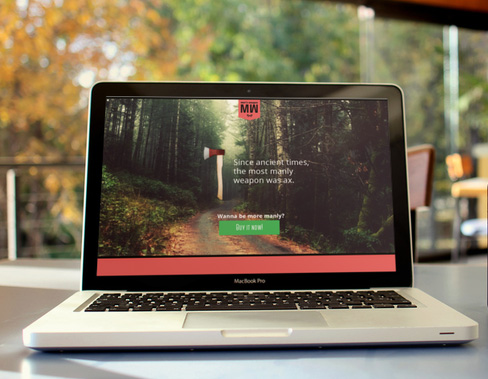 MW
Since ancient times,
the most manly
weapon was ax.
Wanna be more manly?
Buy it now!
MacBook Pro